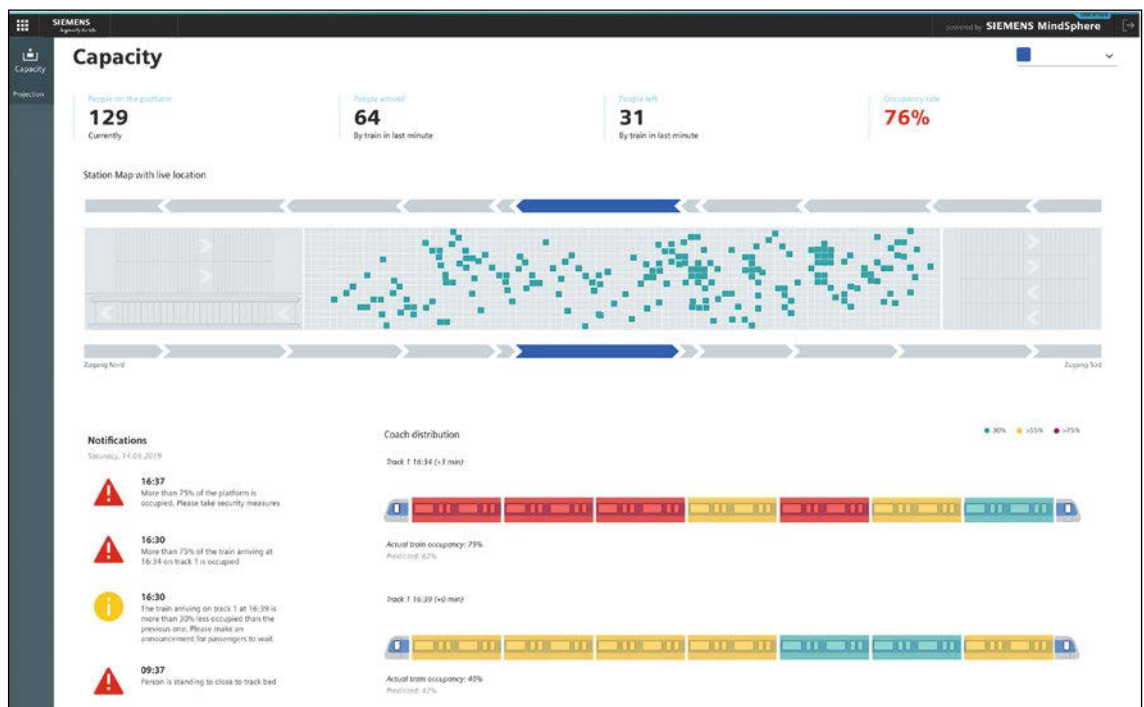 SIEMENS
Ingenuity for life
powered by SIEMENS MindSphere
Capacity
Projection
Capacity
People on the platform
129
Currently
People arrived
64
By train in last minute
People left
31
By train in last minute
Occupancy rate
76%
Station Map with live location
Zugang Nord
Zugang Süd
Notifications
Saturday, 14.06.2019
16:37
More than 75% of the platform is
occupied. Please take security measures
16:30
More than 75% of the train arriving at
16:34 on track 1 is occupied
16:30
The train arriving on track 1 at 16:39 is
more than 30% less occupied than the
previous one. Please make an
announcement for passengers to wait
09:37
Person is standing to close to track bed
Coach distribution
30% >55% >75%
Track 1 16:34 (+3 min)
Actual train occupancy: 79%
Predicted: 62%
Track 1 16:39 (+0 min)
Actual train occupancy: 40%
Predicted: 42%